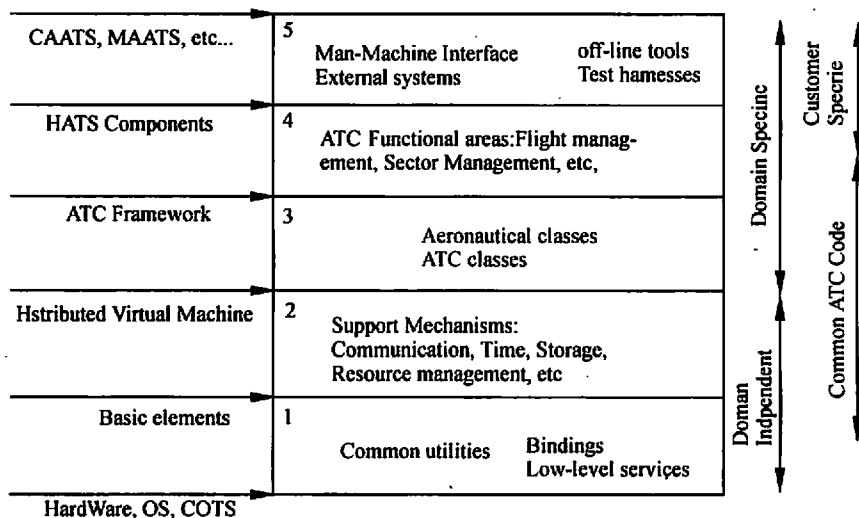 CAATS, MAATS, etc...
5
Man-Machine Interface
External systems
off-line tools
Test hamesses
HATS Components
4
ATC Functional areas:Flight manag-
ement, Sector Management, etc,
ATC Framework
3
Aeronautical classes
ATC classes
Hstributed Virtual Machine
2
Support Mechanisms:
Communication, Time, Storage,
Resource management, etc
Basic elements
1
Common utilities
Bindings
Low-level services
HardWare, OS, COTS
Domain Specinc
Doman
Indpendent
Customer
Specrie
Common ATC Code